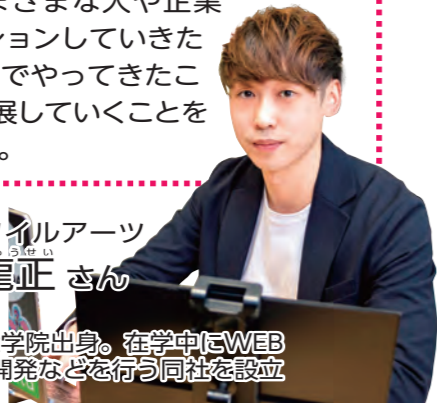 まざまな人や企業
ションしていきた
でやってきたこ
展していくことを
。
イルアーツ
うせい
正 さん
学院出身。在学中にWEB
開発などを行う同社を設立